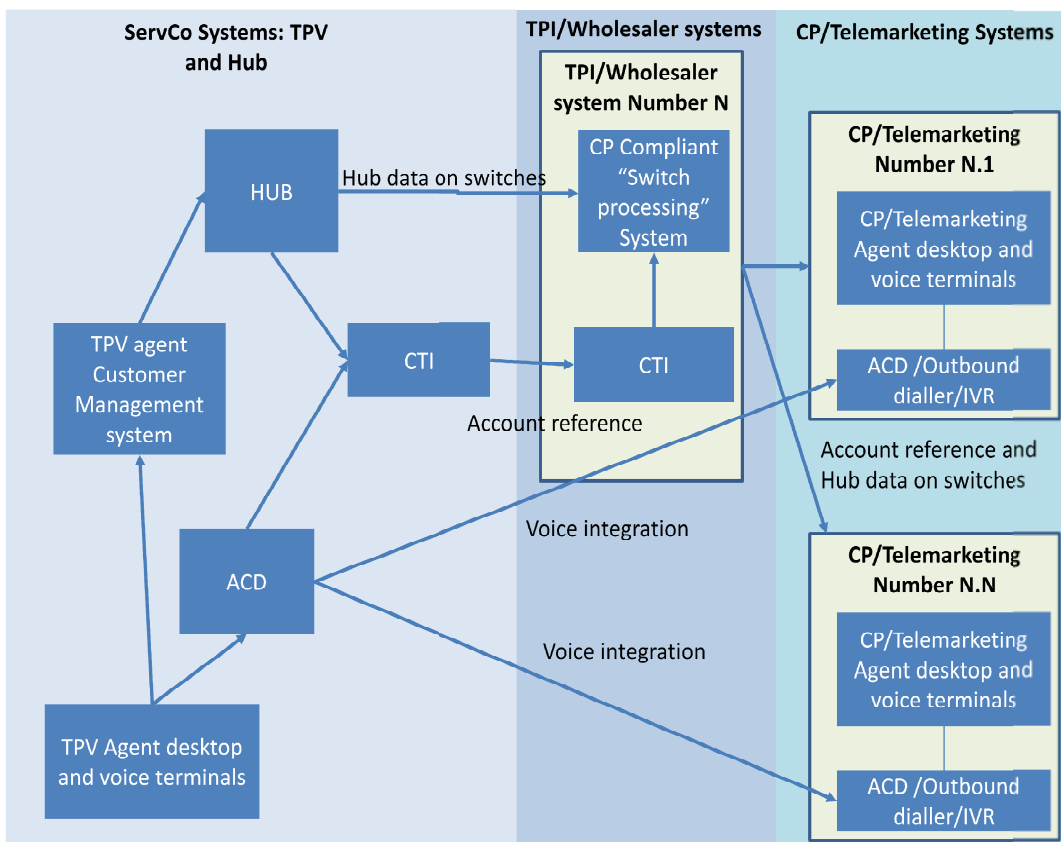 ServCo Systems: TPV
and Hub
TPI/Wholesaler systems
CP/Telemarketing Systems
TPI/Wholesaler
system Number N
CP/Telemarketing
Number N.1
HUB
Hub data on switches
CP Compliant
“Switch
processing”
System
CP/Telemarketing
Agent desktop and
voice terminals
TPV agent
Customer
Management
system
CTI
CTI
ACD /Outbound
dialler/IVR
Account reference
Account reference and
Hub data on switches
Voice integration
ACD
CP/Telemarketing
Number N.N
Voice integration
CP/Telemarketing
Agent desktop and
voice terminals
TPV Agent desktop
and voice terminals
ACD /Outbound
dialler/IVR